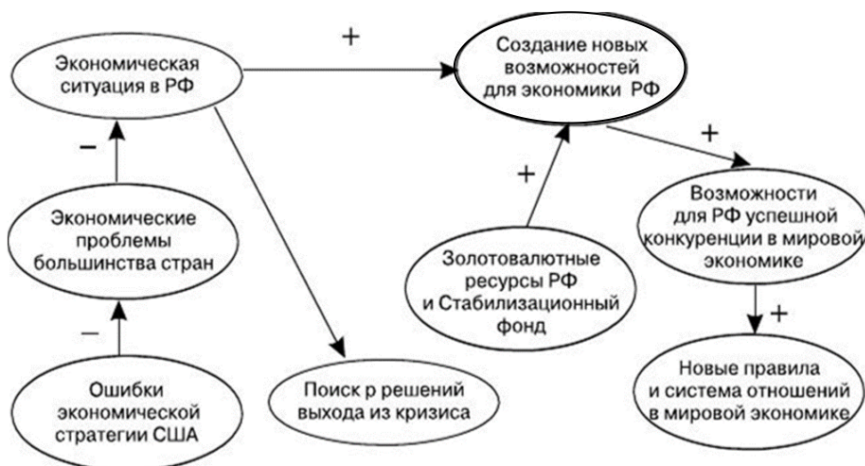 +
Экономическая
ситуация в РФ
Создание новых
возможностей
для экономики РФ
–
+
+
Экономические
проблемы
большинства стран
Возможности
для РФ успешной
конкуренции в мировой
экономике
Золотовалютные
ресурсы РФ
и Стабилизационный
фонд
–
+
Ошибки
экономической
стратегии США
Поиск р решений
выхода из кризиса
Новые правила
и система отношений
в мировой экономике